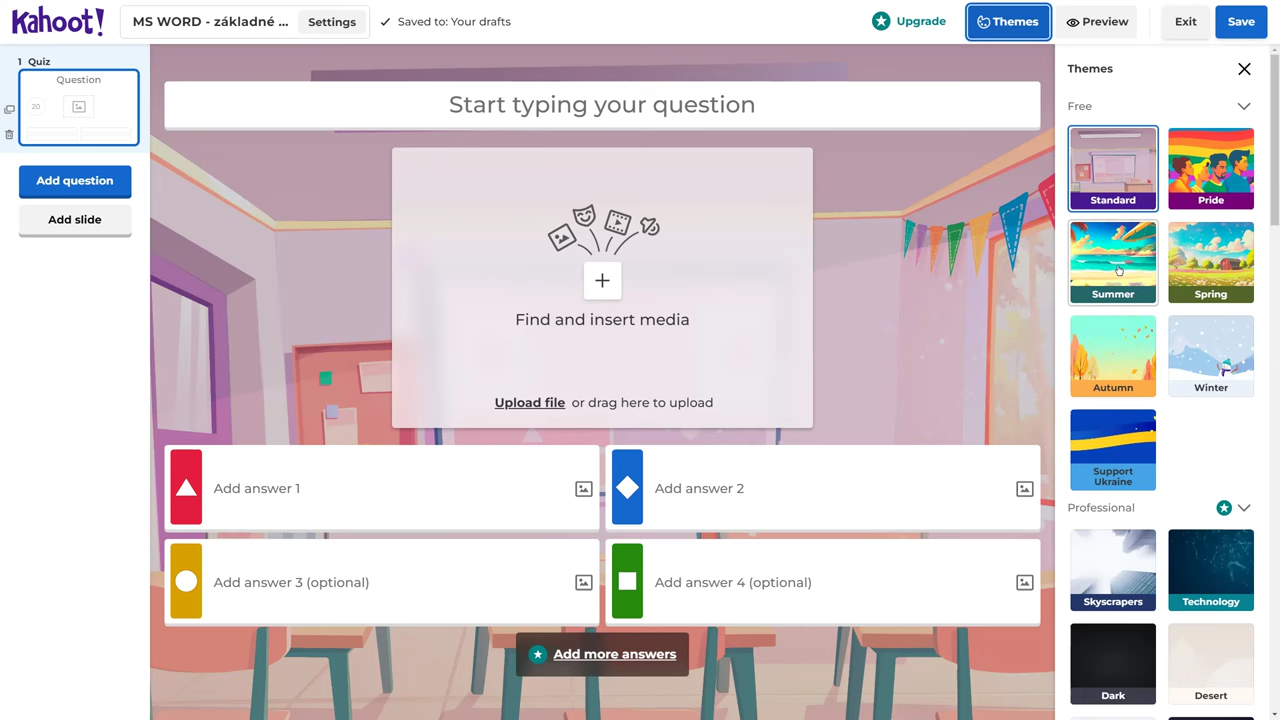 Kahoot!
MS WORD - základné ...
Settings
Saved to: Your drafts
Upgrade
Themes
Preview
Exit
Save
1 Quiz
Question
20
Add question
Add slide
Start typing your question
Find and insert media
Upload file or drag here to upload
Add answer 1
Add answer 2
Add answer 3 (optional)
Add answer 4 (optional)
Add more answers
Themes
Free
Standard
Pride
Summer
Spring
Autumn
Winter
Support
Ukraine
Professional
Skyscrapers
Technology
Dark
Desert